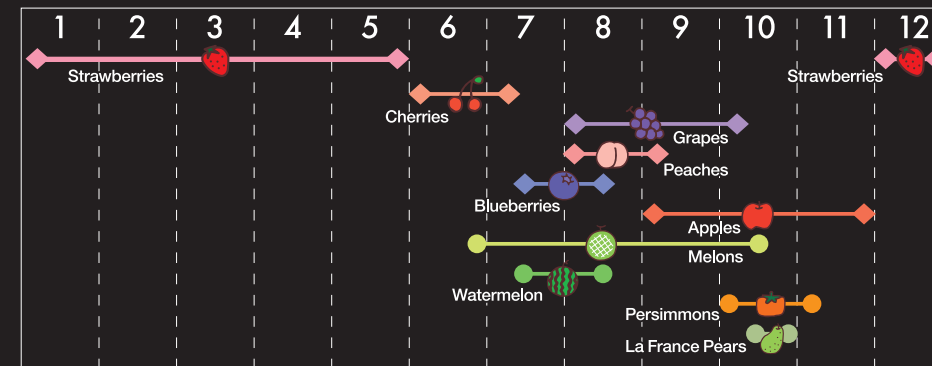 1 2 3 4 5 6 7 8 9 10 11 12
Strawberries Strawberries
Cherries
Grapes
Peaches
Blueberries
Apples
Melons
Watermelon
Persimmons
La France Pears